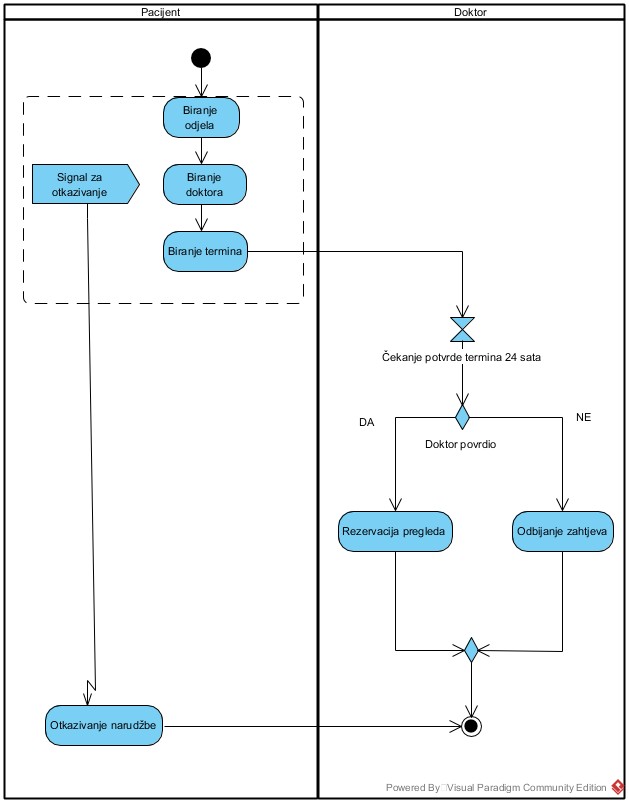 Pacijent
Doktor
Biranje
odjela
Signal za
otkazivanje
Biranje
doktora
Biranje termina
Čekanje potvrde termina 24 sata
DA
NE
Doktor povrdio
Rezervacija pregleda
Odbijanje zahtjeva
Otkazivanje narudžbe
Powered By Visual Paradigm Community Edition